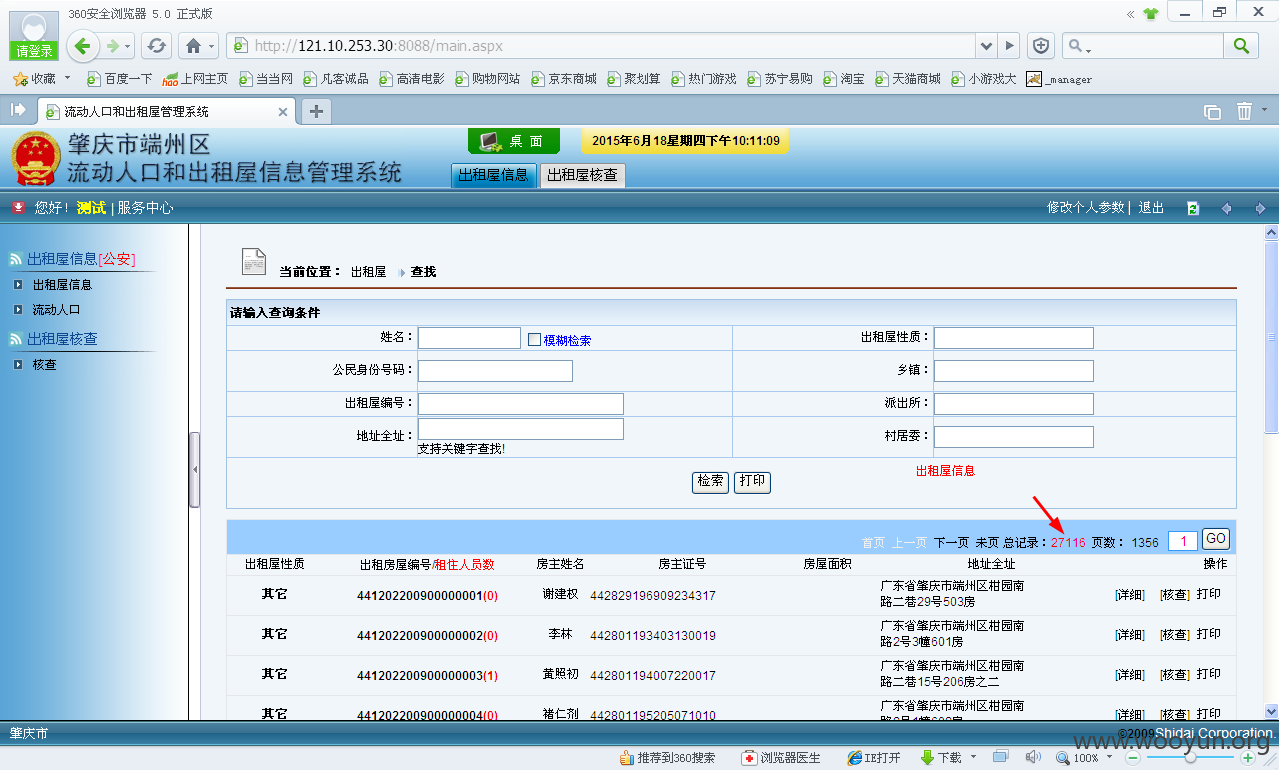 360安全浏览器 5.0 正式版
请登录
http://121.10.253.30:8088/main.aspx
收藏 百度一下 上网主页 当当网 凡客诚品 高清电影 购物网站 京东商城 聚划算 热门游戏 苏宁易购 淘宝 天猫商城 小游戏大 _manager
流动人口和出租屋管理系统
肇庆市端州区
流动人口和出租屋信息管理系统
桌 面
2015年6月18星期四下午10:11:09
出租屋信息 出租屋核查
您好! 测试 | 服务中心
修改个人参数 | 退出
出租屋信息[公安]
出租屋信息
流动人口
出租屋核查
核查
当前位置: 出租屋 查找
请输入查询条件
姓名: 模糊检索 出租屋性质:
公民身份号码: 乡镇:
出租屋编号: 派出所:
地址全址: 村居委:
支持关键字查找!
检索 打印
出租屋信息
首页 上一页 下一页 末页 总记录:27116 页数: 1356 1 GO
出租屋性质 出租房屋编号/租住人员数 房主姓名 房主证号 房屋面积 地址全址 操作
其它 441202200900000001(0) 谢建权 442829196909234317 广东省肇庆市端州区柑园南路二巷29号503房 [详细] [核查] 打印
其它 441202200900000002(0) 李林 442801193403130019 广东省肇庆市端州区柑园南路2号3幢601房 [详细] [核查] 打印
其它 441202200900000003(1) 黄照初 442801194007220017 广东省肇庆市端州区柑园南路二巷15号206房之二 [详细] [核查] 打印
其它 441202200900000004(0) 褚仁剂 442801195205071010 广东省肇庆市端州区柑园南 [详细] [核查] 打印
肇庆市
©2009Shidai Corporation.
www.wooyun.org
推荐到360搜索 浏览器医生 IE打开 下载 100%